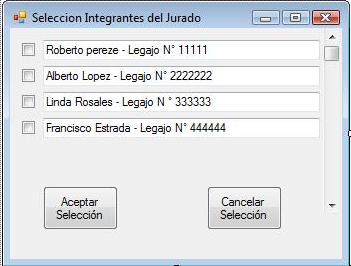 Seleccion Integrantes del Jurado
Roberto pereze - Legajo N° 11111
Alberto Lopez - Legajo N° 2222222
Linda Rosales - Legajo N ° 333333
Francisco Estrada - Legajo N° 444444
Aceptar
Selección
Cancelar
Selección